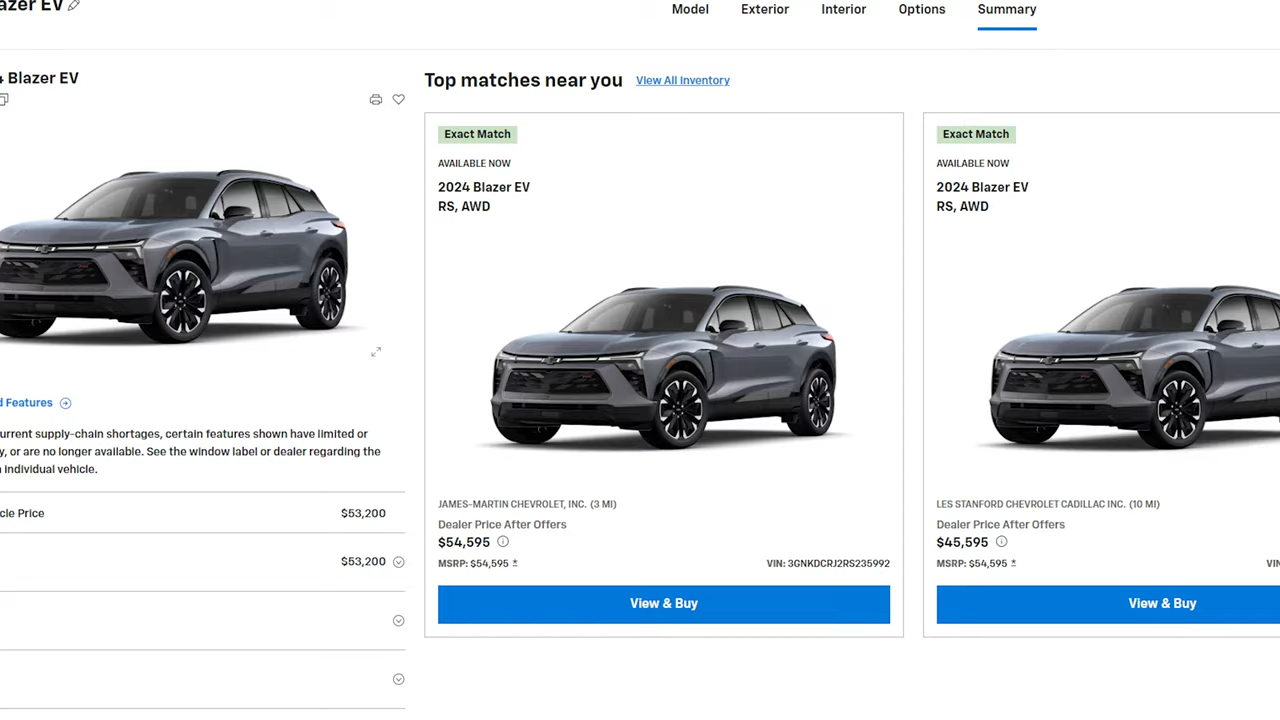 azer EV
Model Exterior Interior Options Summary
4 Blazer EV
d Features
urrent supply-chain shortages, certain features shown have limited or
y, or are no longer available. See the window label or dealer regarding the
individual vehicle.
cle Price $53,200
$53,200
Top matches near you View All Inventory
Exact Match
AVAILABLE NOW
2024 Blazer EV
RS, AWD
JAMES-MARTIN CHEVROLET, INC. (3 MI)
Dealer Price After Offers
$54,595
MSRP: $54,595 * VIN: 3GNKDCRJ2RS235992
View & Buy
Exact Match
AVAILABLE NOW
2024 Blazer EV
RS, AWD
LES STANFORD CHEVROLET CADILLAC INC. (10 MI)
Dealer Price After Offers
$45,595
MSRP: $54,595 * VIN
View & Buy